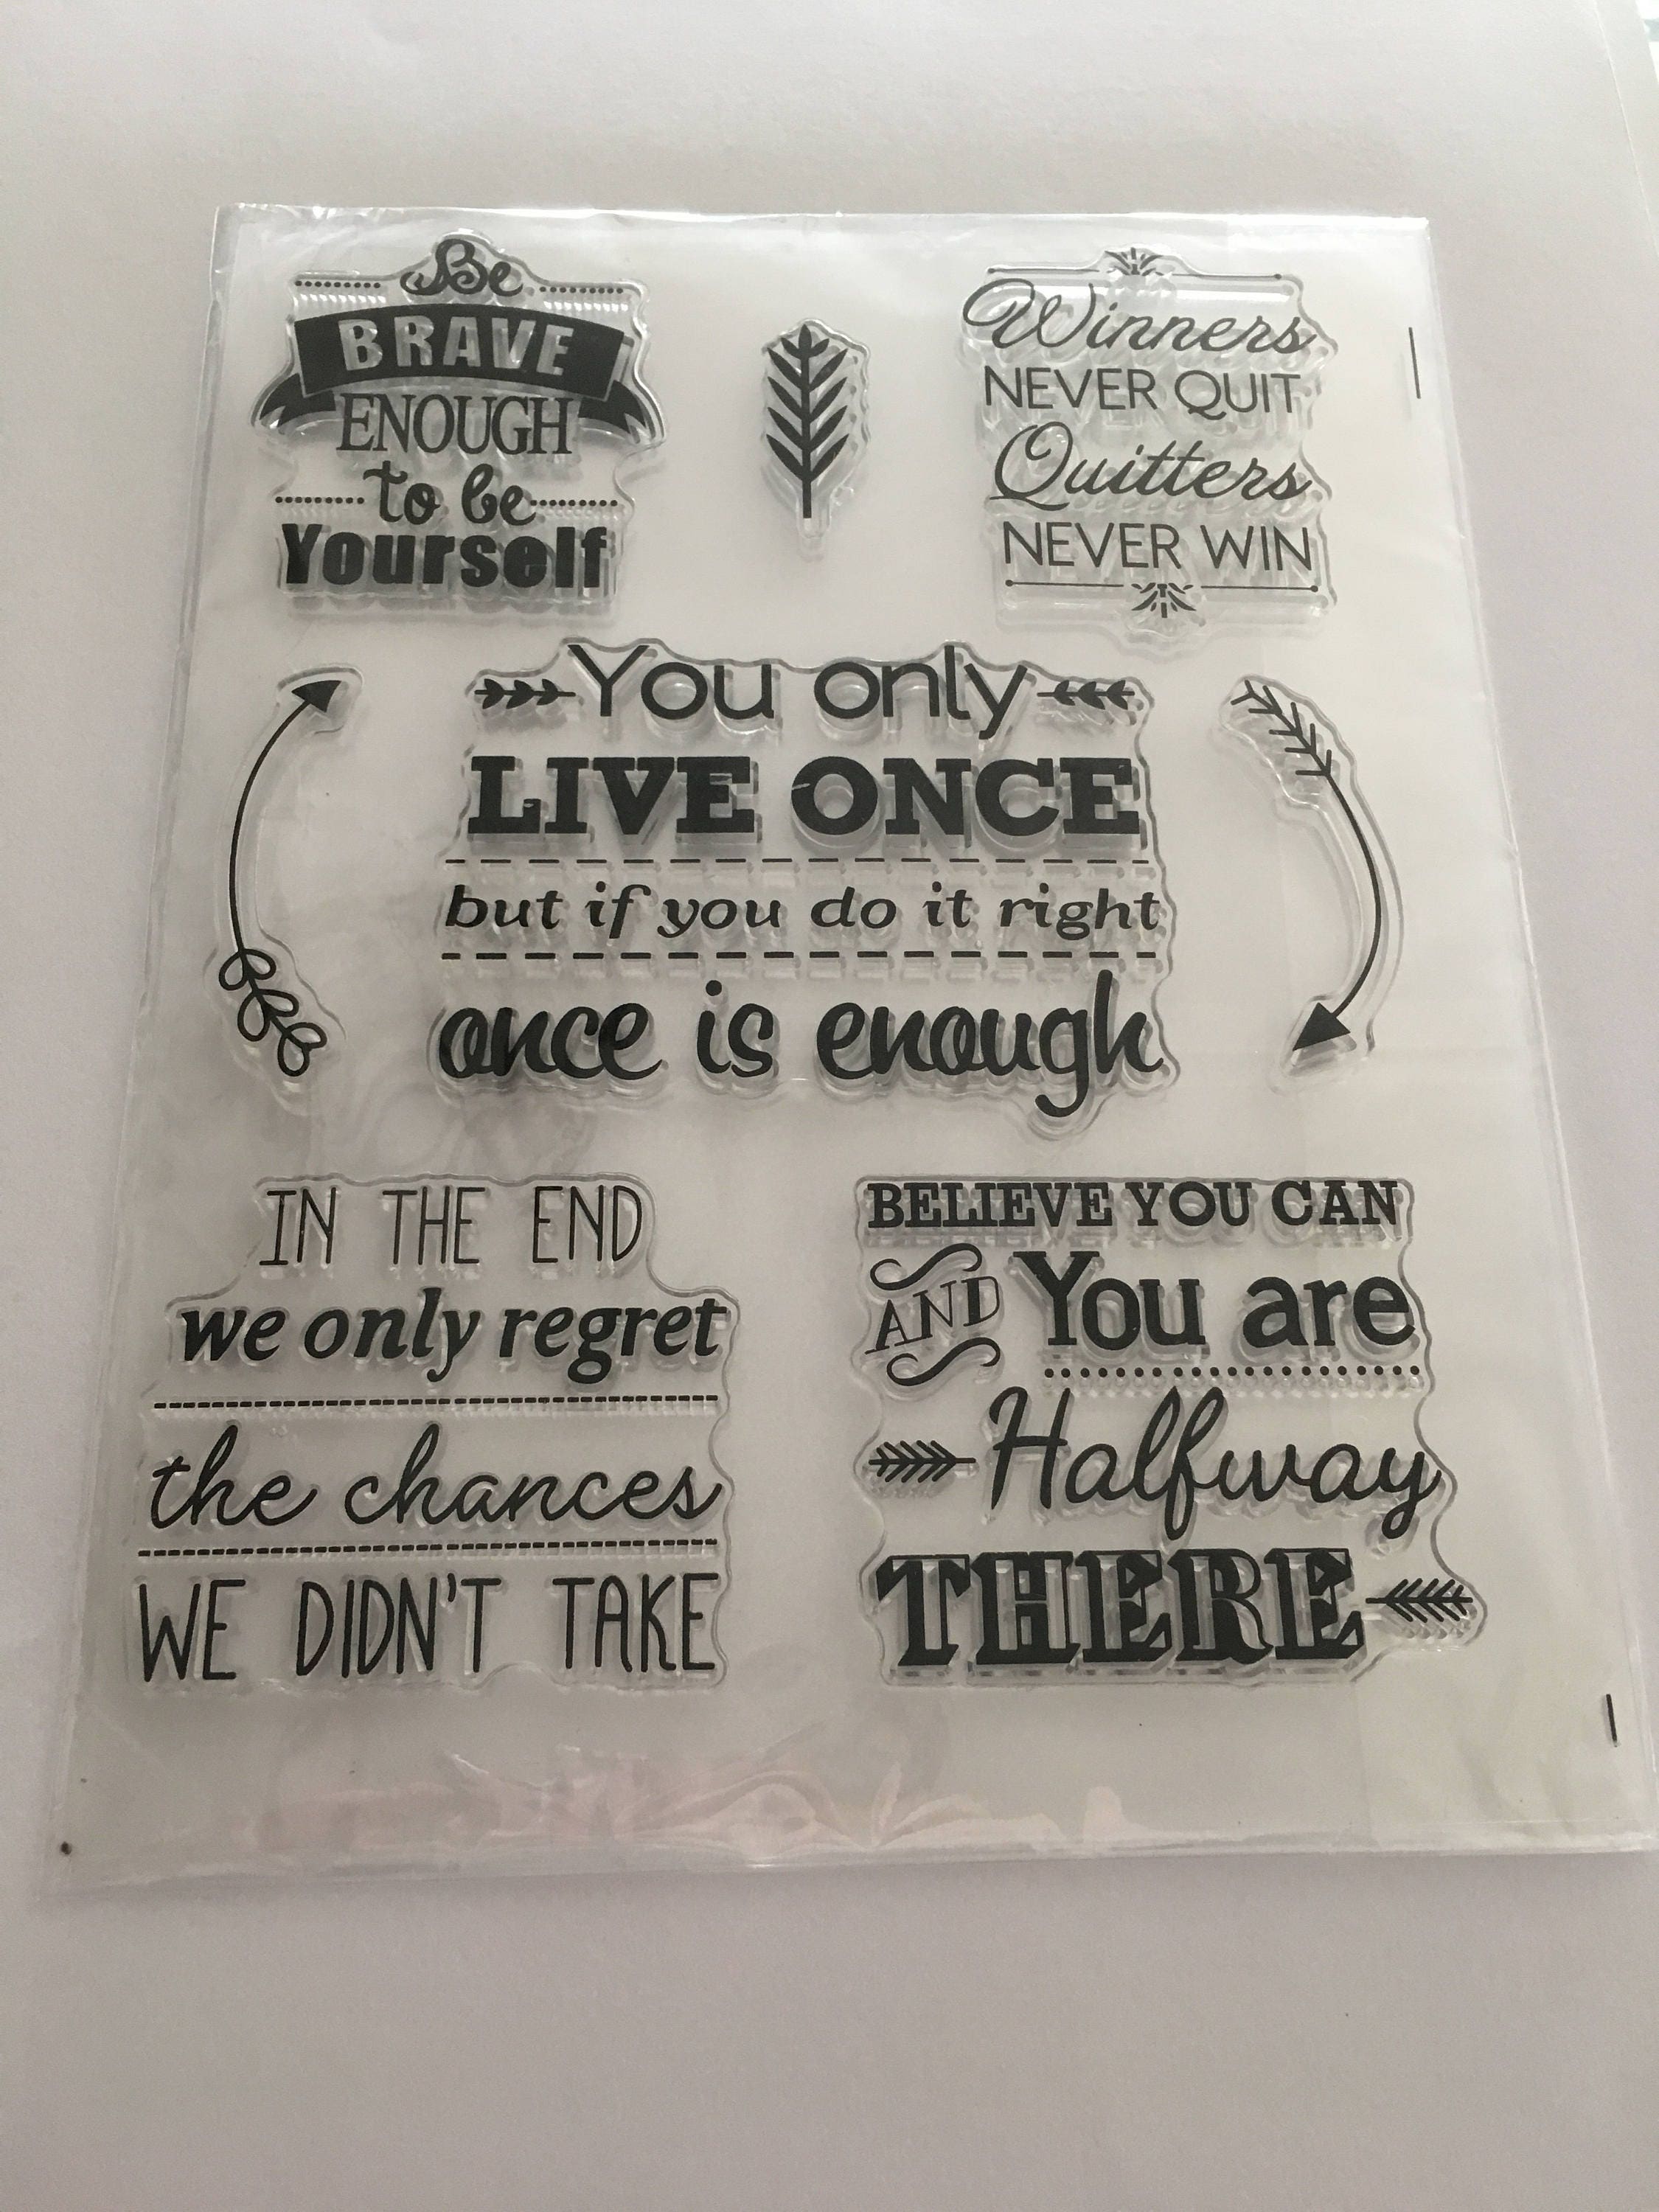 Be
BRAVE
ENOUGH
to be
Yourself
Winners
NEVER QUIT
Quitters
NEVER WIN
You only
LIVE ONCE
but if you do it right
once is enough
IN THE END
we only regret
the chances
WE DIDN'T TAKE
BELIEVE YOU CAN
AND You are
Halfway
THERE